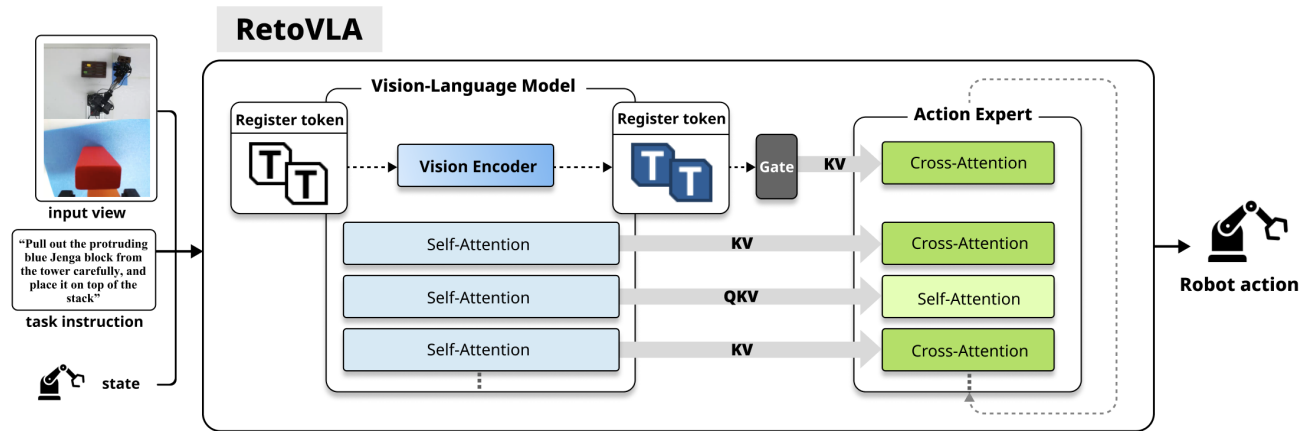 RetoVLA
input view
“Pull out the protruding
blue Jenga block from
the tower carefully, and
place it on top of the
stack”
task instruction
state
Vision-Language Model
Register token
T T
Vision Encoder
Register token
T T
Gate
KV
Action Expert
Cross-Attention
Self-Attention
KV
Cross-Attention
Self-Attention
QKV
Self-Attention
Self-Attention
KV
Cross-Attention
Robot action